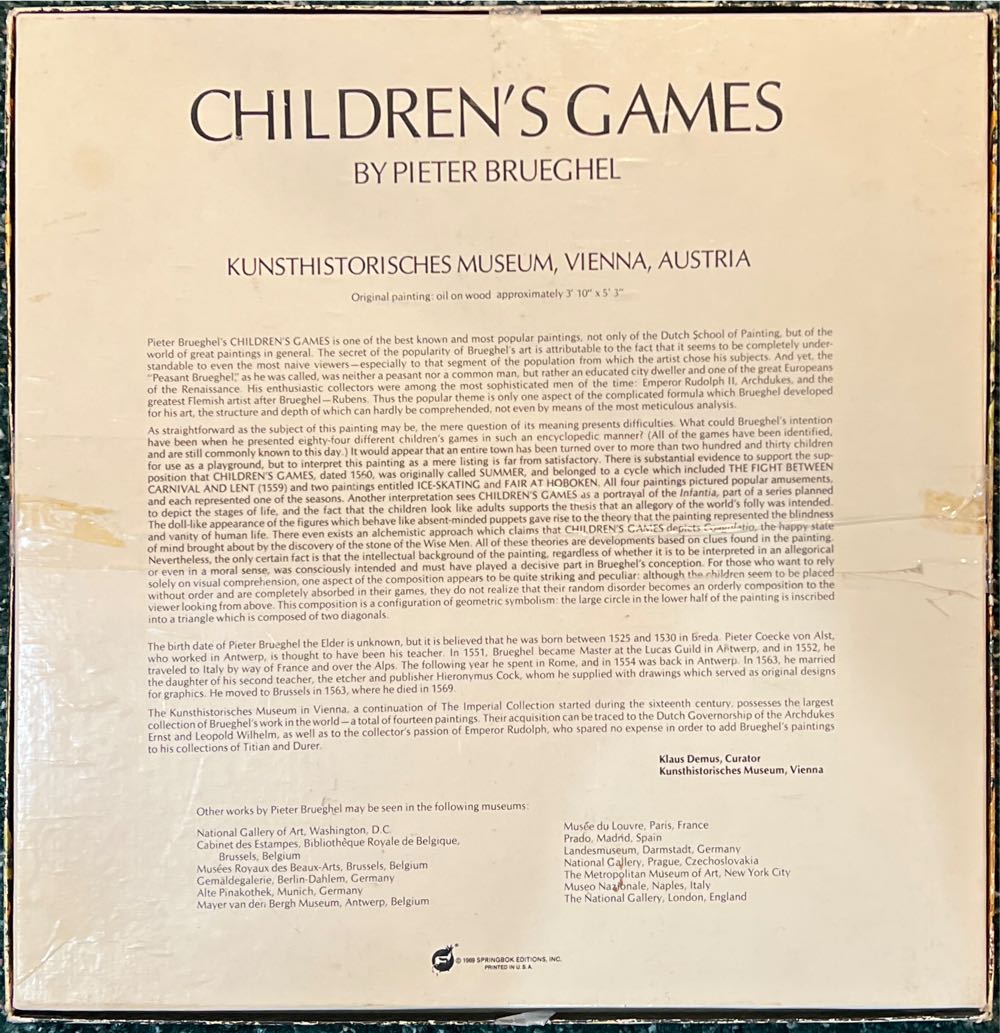 CHILDREN'S GAMES
BY PIETER BRUEGHEL
KUNSTHISTORISCHES MUSEUM, VIENNA, AUSTRIA
Original painting: oil on wood approximately 3' 10" x 5' 3"
Pieter Brueghel's CHILDREN'S GAMES is one of the best known and most popular paintings, not only of the Dutch School of Painting, but of the
world of great paintings in general. The secret of the popularity of Brueghel's art is attributable to the fact that it seems to be completely under-
standable to even the most naive viewers—especially to that segment of the population from which the artist chose his subjects. And yet, the
"Peasant Brueghel," as he was called, was neither a peasant nor a common man, but rather an educated city dweller and one of the great Europeans
of the Renaissance. His enthusiastic collectors were among the most sophisticated men of the time: Emperor Rudolph II, Archdukes, and the
greatest Flemish artist after Brueghel—Rubens. Thus the popular theme is only one aspect of the complicated formula which Brueghel developed
for his art, the structure and depth of which can hardly be comprehended, not even by means of the most meticulous analysis.
As straightforward as the subject of this painting may be, the mere question of its meaning presents difficulties. What could Brueghel's intention
have been when he presented eighty-four different children's games in such an encyclopedic manner? (All of the games have been identified,
and are still commonly known to this day.) It would appear that an entire town has been turned over to more than two hundred and thirty children
for use as a playground, but to interpret this painting as a mere listing is far from satisfactory. There is substantial evidence to support the sup-
position that CHILDREN'S GAMES, dated 1560, was originally called SUMMER, and belonged to a cycle which included THE FIGHT BETWEEN
CARNIVAL AND LENT (1559) and two paintings entitled ICE-SKATING and FAIR AT HOBOKEN. All four paintings pictured popular amusements,
and each represented one of the seasons. Another interpretation sees CHILDREN'S GAMES as a portrayal of the Infantia, part of a series planned
to depict the stages of life, and the fact that the children look like adults supports the thesis that an allegory of the world's folly was intended.
The doll-like appearance of the figures which behave like absent-minded puppets gave rise to the theory that the painting represented the blindness
and vanity of human life. There even exists an alchemistic approach which claims that CHILDREN'S GAMES depicts the happy state
of mind brought about by the discovery of the stone of the Wise Men. All of these theories are developments based on clues found in the painting.
Nevertheless, the only certain fact is that the intellectual background of the painting, regardless of whether it is to be interpreted in an allegorical
or even in a moral sense, was consciously intended and must have played a decisive part in Brueghel's conception. For those who want to rely
solely on visual comprehension, one aspect of the composition appears to be quite striking and peculiar: although the children seem to be placed
without order and are completely absorbed in their games, they do not realize that their random disorder becomes an orderly composition to the
viewer looking from above. This composition is a configuration of geometric symbolism: the large circle in the lower half of the painting is inscribed
into a triangle which is composed of two diagonals.
The birth date of Pieter Brueghel the Elder is unknown, but it is believed that he was born between 1525 and 1530 in Breda. Pieter Coecke von Alst,
who worked in Antwerp, is thought to have been his teacher. In 1551, Brueghel became Master at the Lucas Guild in Antwerp, and in 1552, he
traveled to Italy by way of France and over the Alps. The following year he spent in Rome, and in 1554 was back in Antwerp. In 1563, he married
the daughter of his second teacher, the etcher and publisher Hieronymus Cock, whom he supplied with drawings which served as original designs
for graphics. He moved to Brussels in 1563, where he died in 1569.
The Kunsthistorisches Museum in Vienna, a continuation of The Imperial Collection started during the sixteenth century, possesses the largest
collection of Brueghel's work in the world—a total of fourteen paintings. Their acquisition can be traced to the Dutch Governorship of the Archdukes
Ernst and Leopold Wilhelm, as well as to the collector's passion of Emperor Rudolph, who spared no expense in order to add Brueghel's paintings
to his collections of Titian and Durer.
Klaus Demus, Curator
Kunsthistorisches Museum, Vienna
Other works by Pieter Brueghel may be seen in the following museums:
National Gallery of Art, Washington, D.C.
Cabinet des Estampes, Bibliothèque Royale de Belgique,
Brussels, Belgium
Musées Royaux des Beaux-Arts, Brussels, Belgium
Gemäldegalerie, Berlin-Dahlem, Germany
Alte Pinakothek, Munich, Germany
Mayer van den Bergh Museum, Antwerp, Belgium
Musée du Louvre, Paris, France
Prado, Madrid, Spain
Landesmuseum, Darmstadt, Germany
National Gallery, Prague, Czechoslovakia
The Metropolitan Museum of Art, New York City
Museo Nazionale, Naples, Italy
The National Gallery, London, England
© 1969 SPRINGBOK EDITIONS, INC.
PRINTED IN U.S.A.